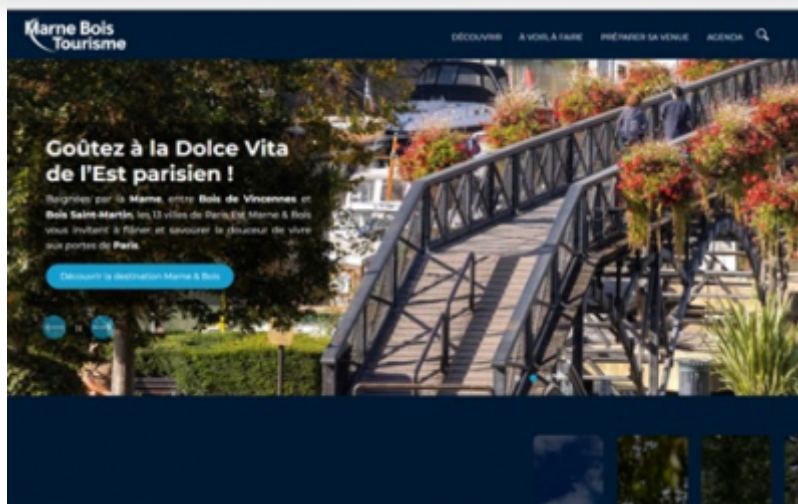 Marne Bois
Tourisme
DÉCOUVRIR À VOIR, À FAIRE PRÉPARER SA VENUE AGENDA
Goûtez à la Dolce Vita
de l'Est parisien !
Baignées par la Marne, entre Bois de Vincennes et
Bois Saint-Martin, les 13 villes de Paris Est Marne & Bois
vous invitent à flâner et savourer la douceur de vivre
aux portes de Paris.
Découvrir la destination Marne & Bois